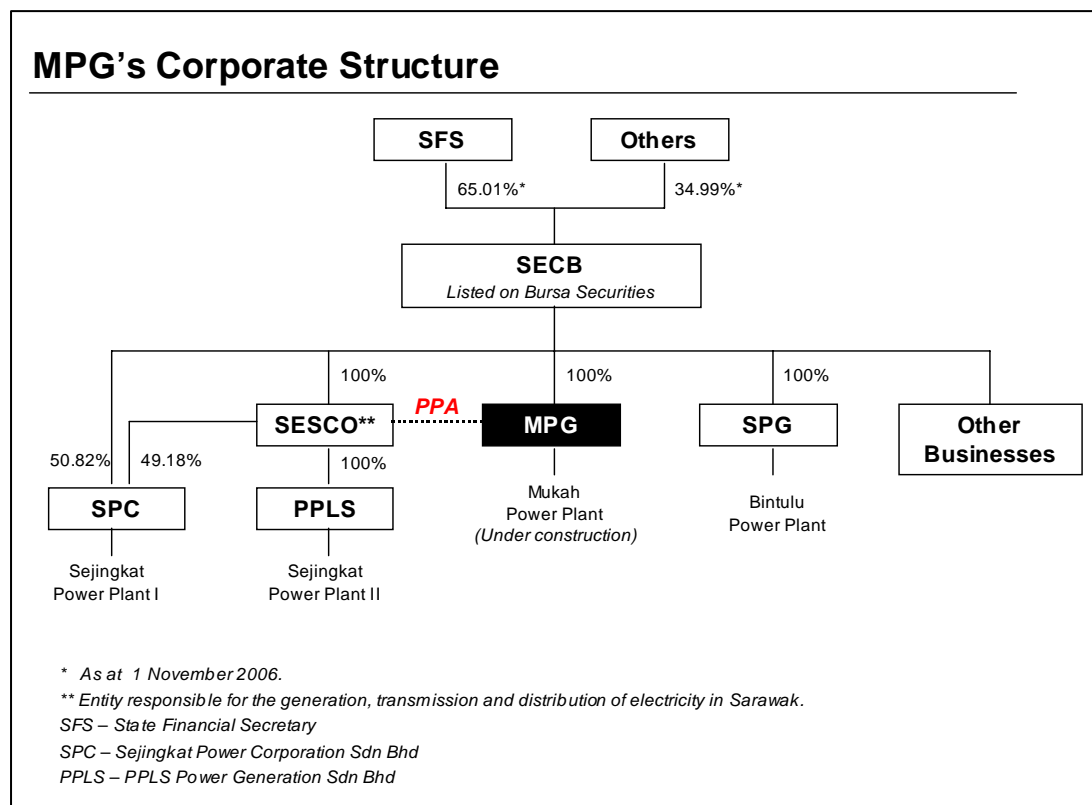 MPG’s Corporate Structure
SFS
Others
65.01%*
34.99%*
SECB
Listed on Bursa Securities
100%
100%
100%
PPA
SESCO**
MPG
SPG
Other
Businesses
50.82%
49.18%
100%
SPC
PPLS
Mukah
Power Plant
(Under construction)
Bintulu
Power Plant
Sejingkat
Power Plant I
Sejingkat
Power Plant II
* As at 1 November 2006.
** Entity responsible for the generation, transmission and distribution of electricity in Sarawak.
SFS – State Financial Secretary
SPC – Sejingkat Power Corporation Sdn Bhd
PPLS – PPLS Power Generation Sdn Bhd